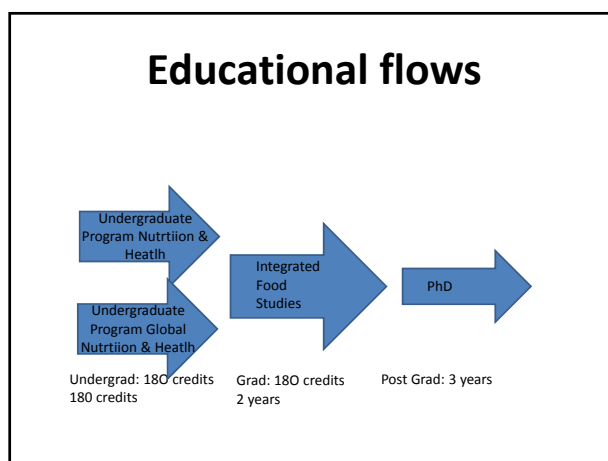 Educational flows
Undergraduate
Program Nutrtiion &
Heatlh
Undergraduate
Program Global
Nutrtiion & Heatlh
Integrated
Food
Studies
PhD
Undergrad: 18O credits
180 credits
Grad: 18O credits
2 years
Post Grad: 3 years